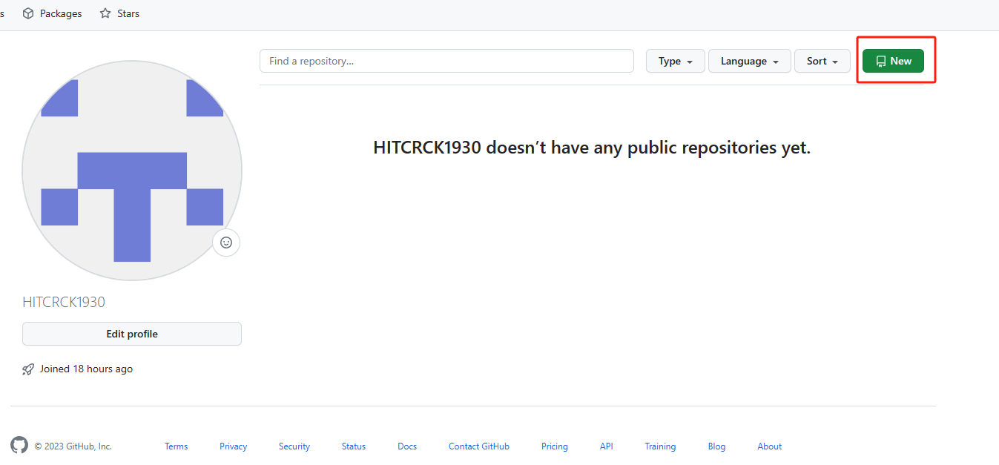 s Packages Stars
Find a repository... Type Language Sort New
HITCRCK1930 doesn’t have any public repositories yet.
HITCRCK1930
Edit profile
Joined 18 hours ago
© 2023 GitHub, Inc. Terms Privacy Security Status Docs Contact GitHub Pricing API Training Blog About